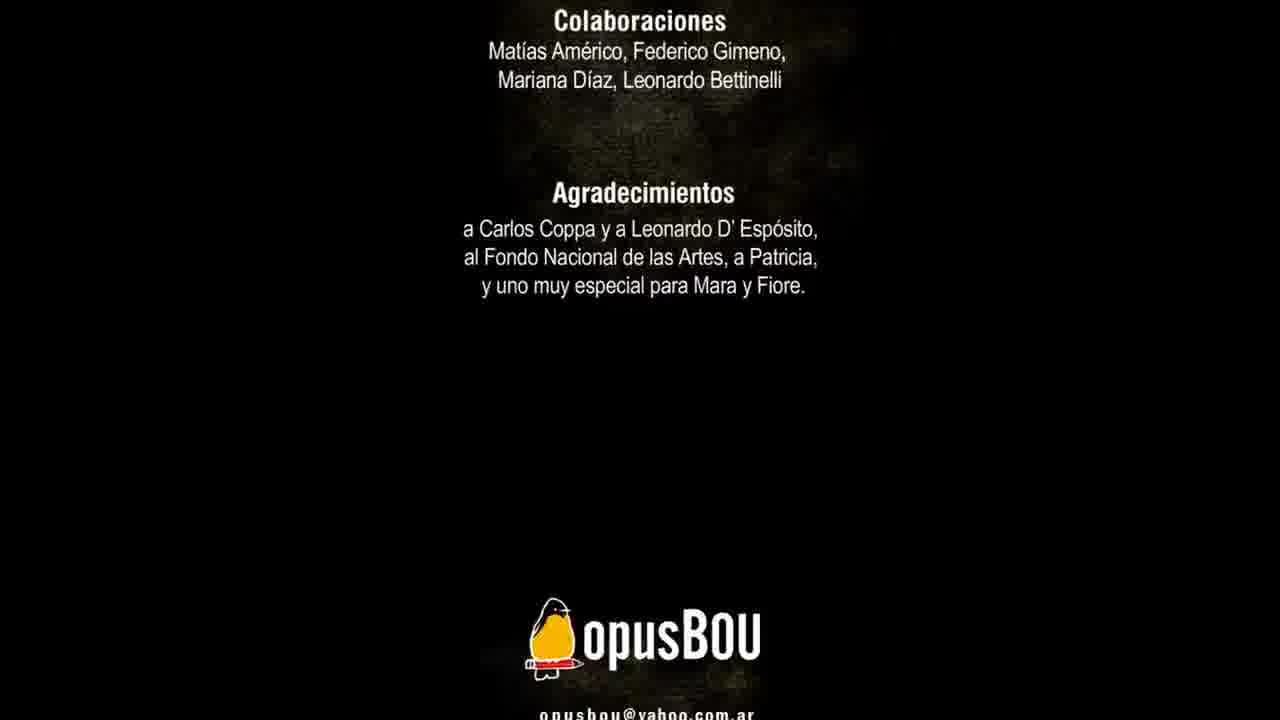 Colaboraciones
Matías Américo, Federico Gimeno,
Mariana Díaz, Leonardo Bettinelli
Agradecimientos
a Carlos Coppa y a Leonardo D' Espósito,
al Fondo Nacional de las Artes, a Patricia,
y uno muy especial para Mara y Fiore.
opusBOU
opusbou@yahoo.com.ar